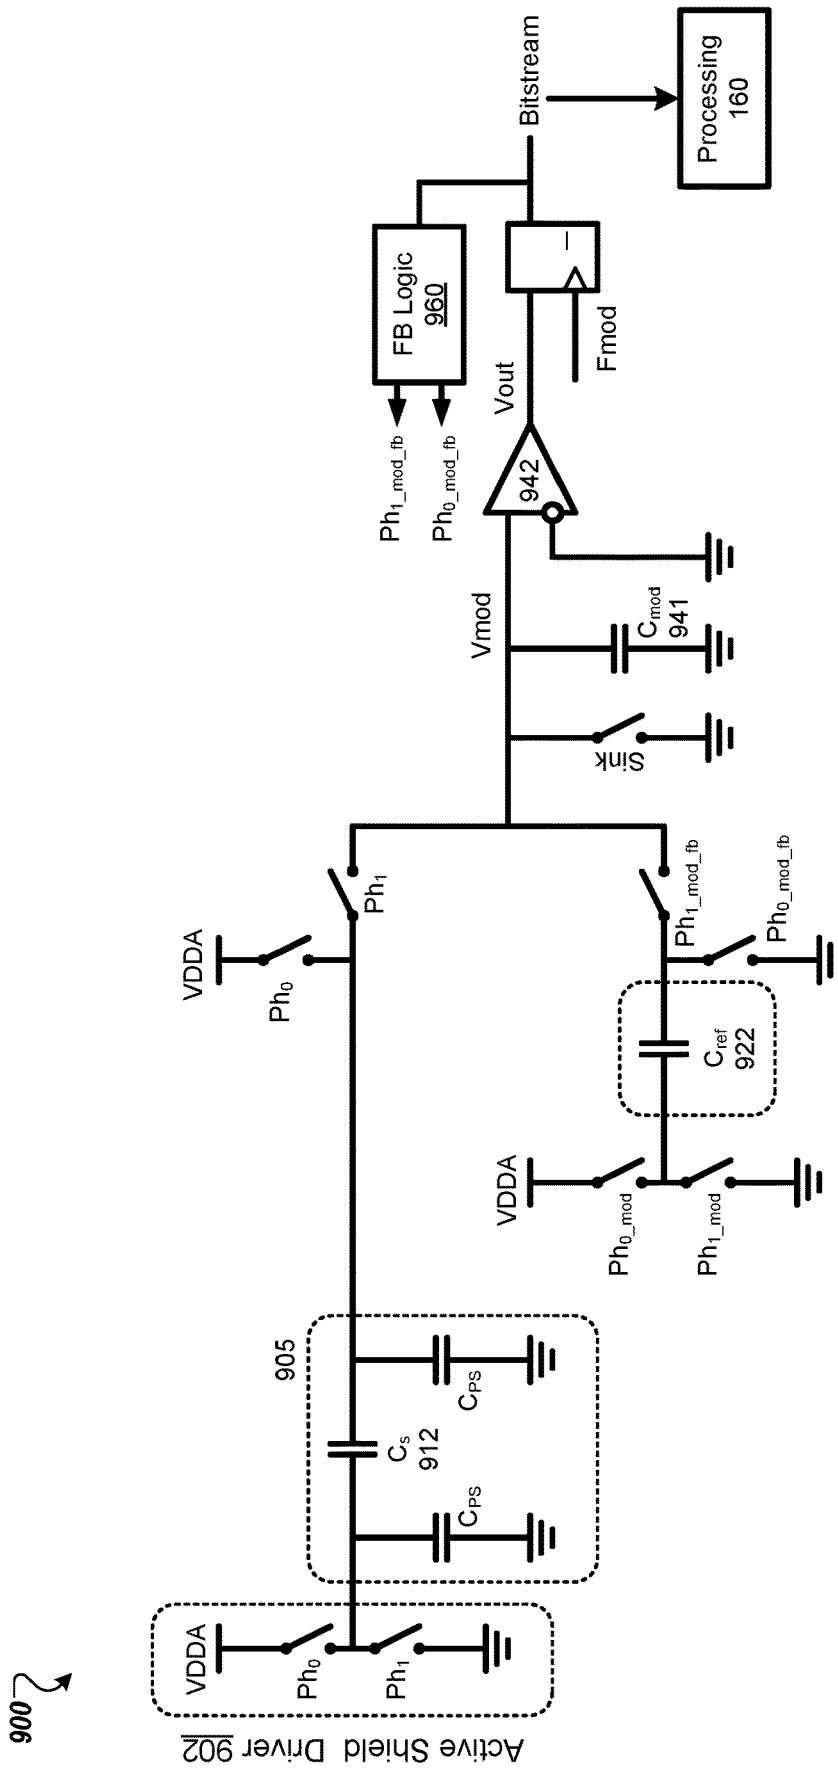 900
Active Shield Driver 902
VDDA
Ph0
Ph1
905
Cs
912
CPS
CPS
VDDA
Ph0
Ph1
VDDA
Ph0_mod
Ph1_mod
Cref
922
Ph1_mod_fb
Ph0_mod_fb
Sink
Vmod
Cmod
941
942
Vout
Ph1_mod_fb
Ph0_mod_fb
FB Logic
960
Fmod
Bitstream
Processing
160